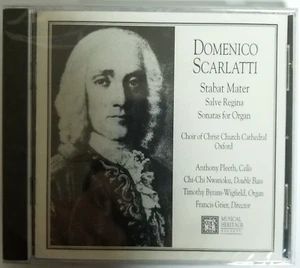 DOMENICO
SCARLATTI
Stabat Mater
Salve Regina
Sonatas for Organ
Choir of Christ Church Cathedral
Oxford
Anthony Pleeth, Cello
Chi-Chi Nwanoku, Double Bass
Timothy Byram-Wigfield, Organ
Francis Grier, Director
MUSICAL
HERITAGE
SOCIETY